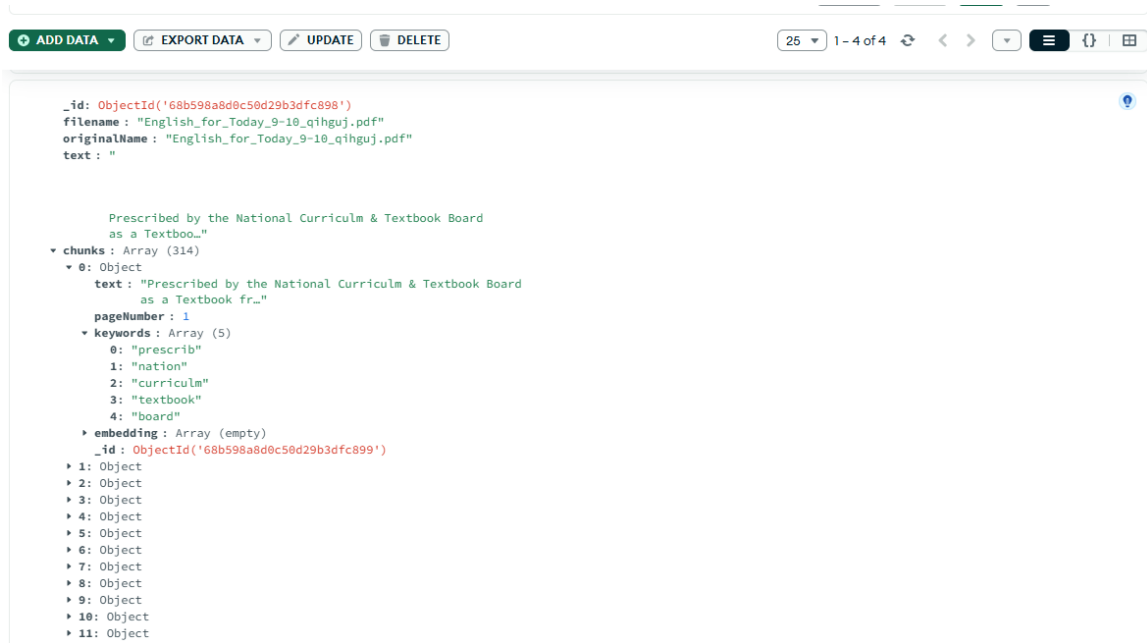 ADD DATA
EXPORT DATA
UPDATE
DELETE
25
1 – 4 of 4
{}
_id: ObjectId('68b598a8d0c50d29b3dfc898')
filename : "English_for_Today_9-10_qihguj.pdf"
originalName : "English_for_Today_9-10_qihguj.pdf"
text : "
Prescribed by the National Curriculm & Textbook Board
as a Textboo…"
chunks : Array (314)
0: Object
text : "Prescribed by the National Curriculm & Textbook Board
as a Textbook fr…"
pageNumber : 1
keywords : Array (5)
0: "prescrib"
1: "nation"
2: "curriculm"
3: "textbook"
4: "board"
embedding : Array (empty)
_id : ObjectId('68b598a8d0c50d29b3dfc899')
1: Object
2: Object
3: Object
4: Object
5: Object
6: Object
7: Object
8: Object
9: Object
10: Object
11: Object